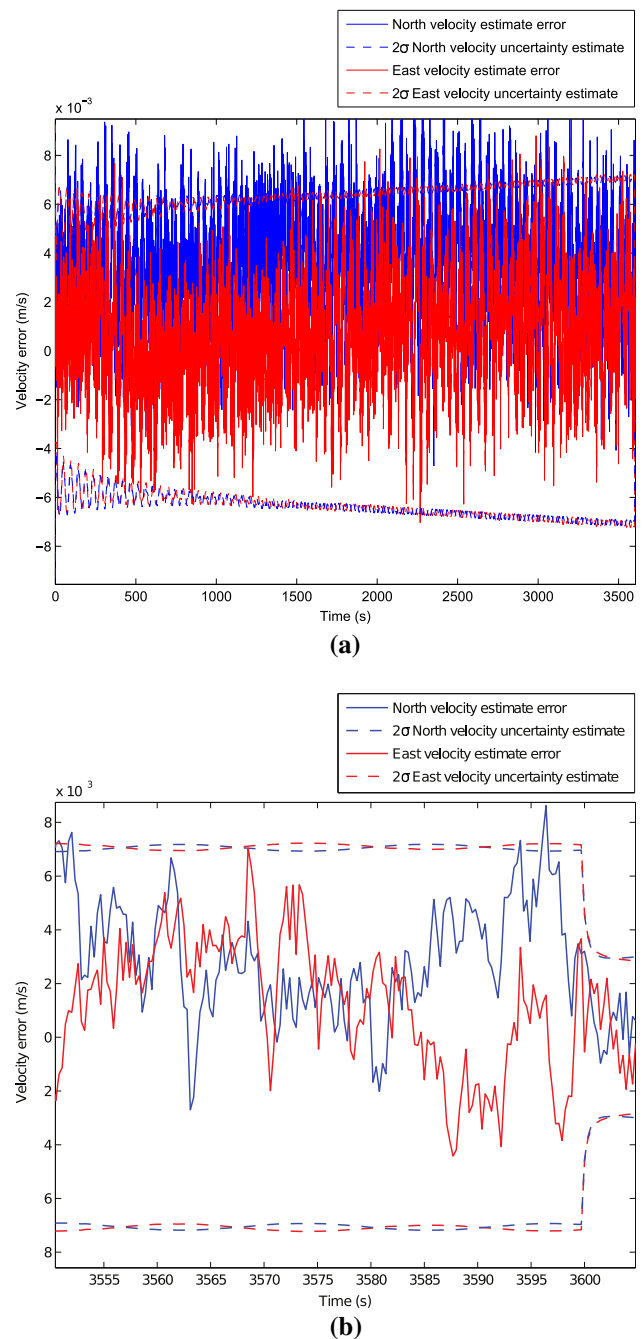 North velocity estimate error
2σ North velocity uncertainty estimate
East velocity estimate error
2σ East velocity uncertainty estimate
× 10⁻³
8
6
4
2
0
−2
−4
−6
−8
Velocity error (m/s)
0 500 1000 1500 2000 2500 3000 3500
Time (s)
(a)
North velocity estimate error
2σ North velocity uncertainty estimate
East velocity estimate error
2σ East velocity uncertainty estimate
x 10 ³
8
6
4
2
0
2
4
6
8
Velocity error (m/s)
3555 3560 3565 3570 3575 3580 3585 3590 3595 3600
Time (s)
(b)